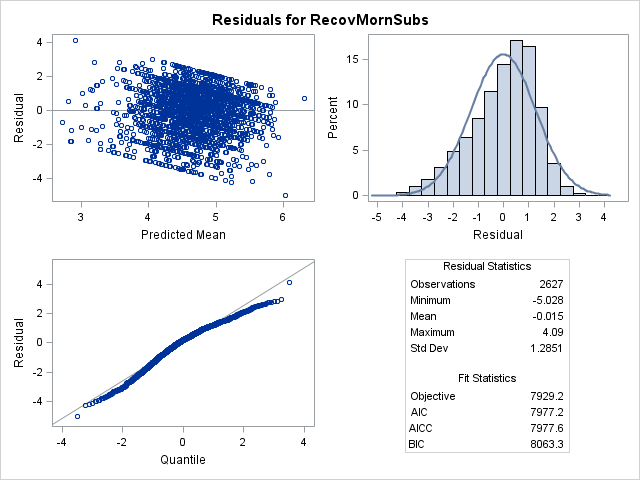 Residuals for RecovMornSubs
4
2
0
-2
-4
Residual
3
4
5
6
Predicted Mean
15
10
5
0
Percent
-5 -4 -3 -2 -1 0 1 2 3 4
Residual
4
2
0
-2
-4
Residual
-4 -2 0 2 4
Quantile
Residual Statistics
Observations 2627
Minimum -5.028
Mean -0.015
Maximum 4.09
Std Dev 1.2851
Fit Statistics
Objective 7929.2
AIC 7977.2
AICC 7977.6
BIC 8063.3